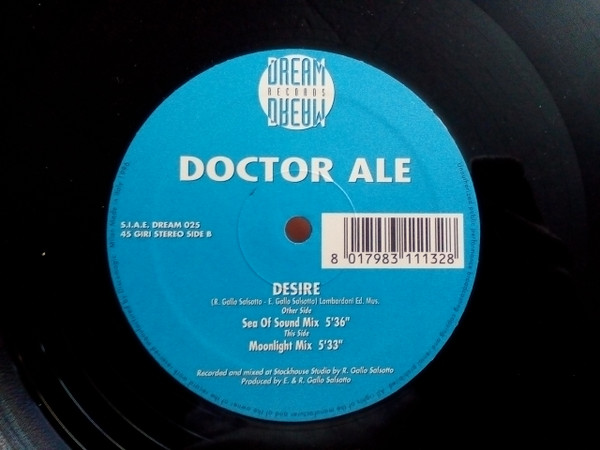 DREAM
RECORDS
DREAM
DOCTOR ALE
S.I.A.E. DREAM 025
45 GIRI STEREO SIDE B
8 017983 111328
DESIRE
(R. Gallo Salsotto - E. Gallo Salsotto) Lombardoni Ed. Mus.
Other Side
Sea Of Sound Mix 5'36"
This Side
Moonlight Mix 5'33"
Recorded and mixed at Stockhouse Studio by R. Gallo Salsotto
Produced by E. & R. Gallo Salsotto